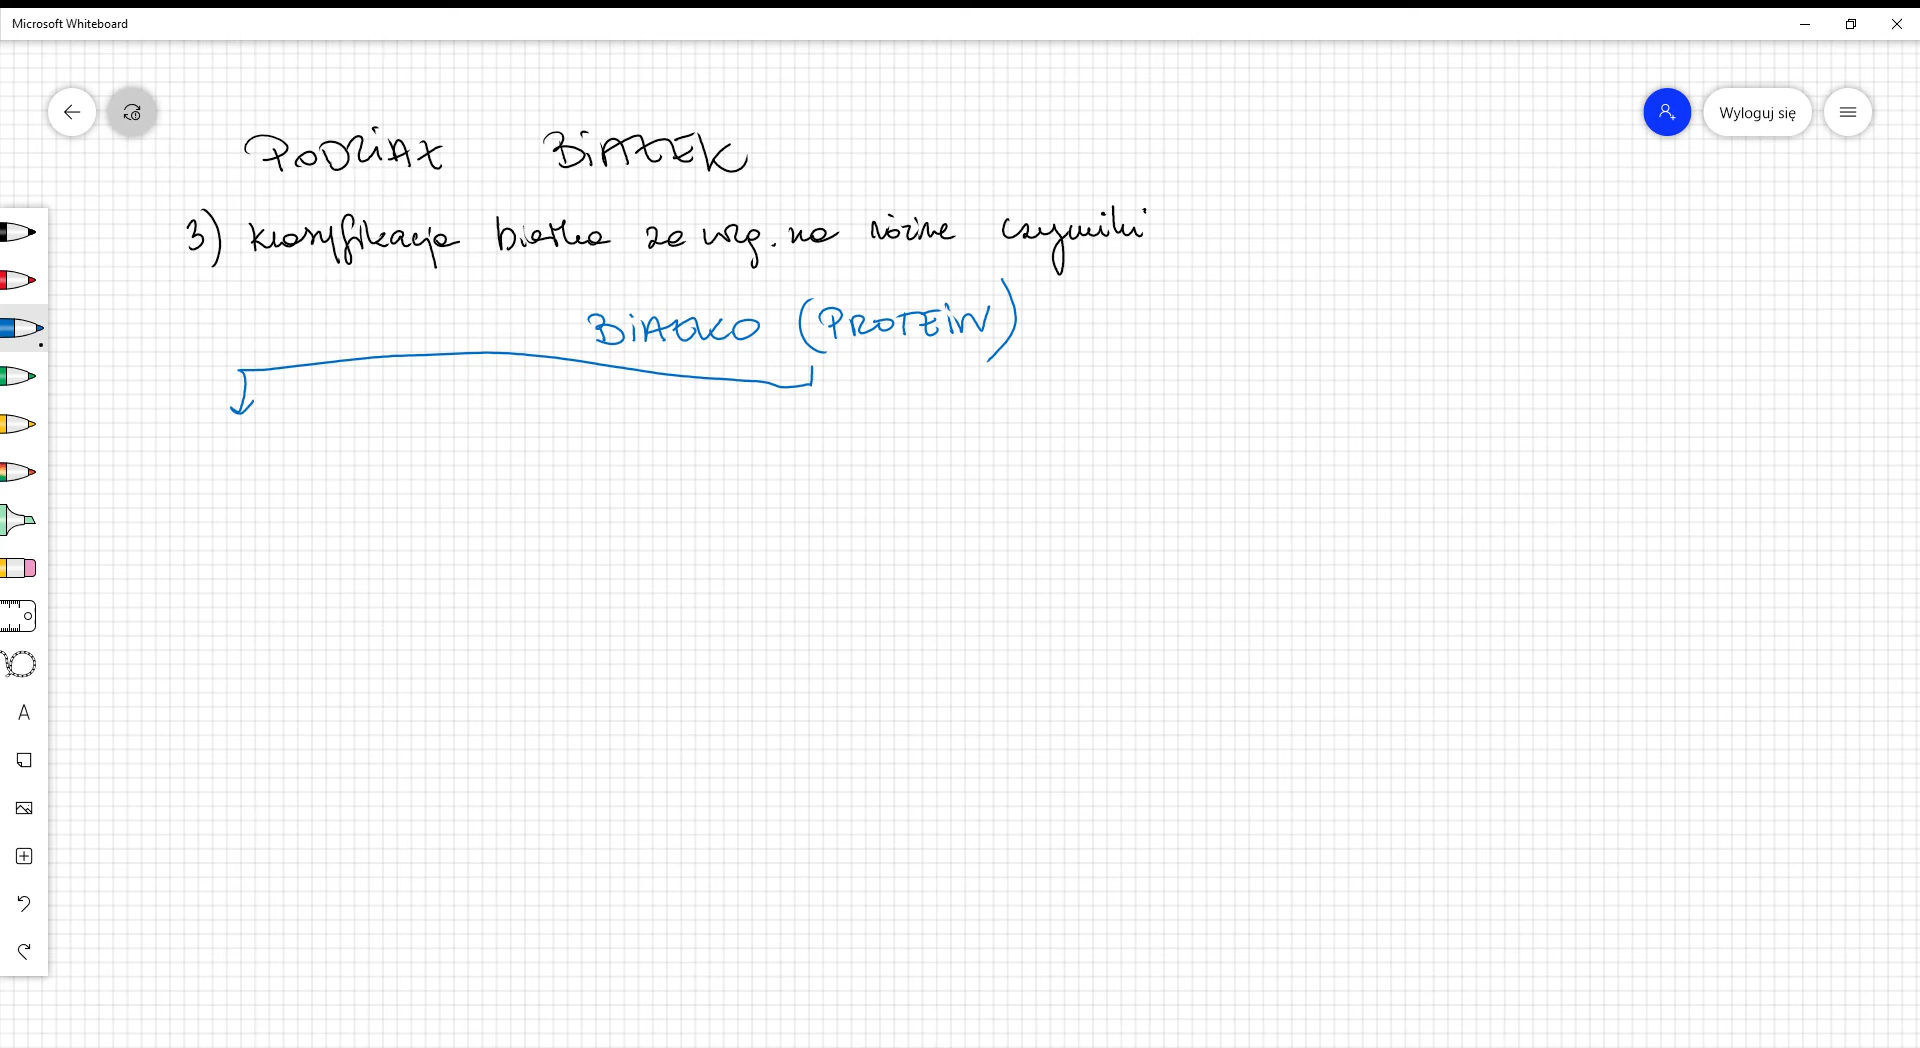 Microsoft Whiteboard
Wyloguj się
PODZIAŁ BIAŁEK
3) klasyfikacja białka ze wzg. na różne czynniki
BIAŁKO (PROTEIN)
A